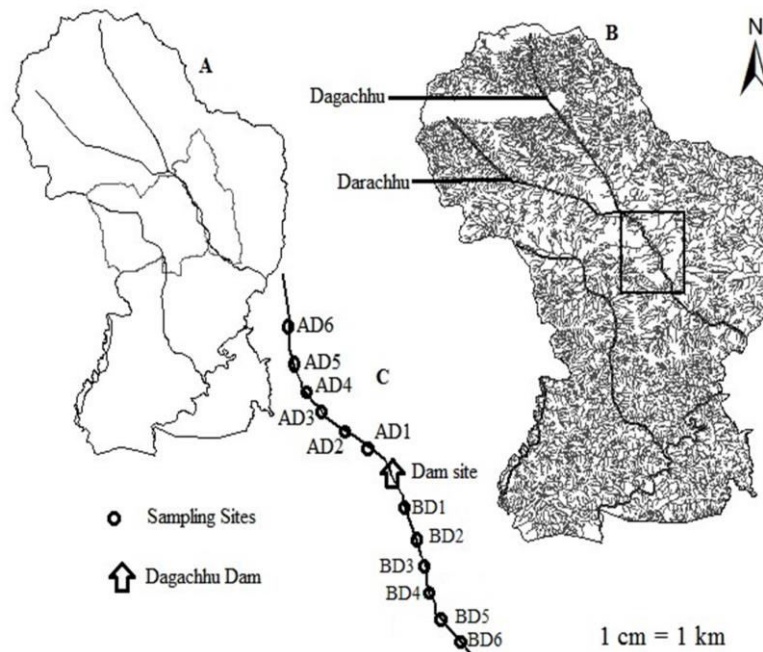 A
B
N
Dagachhu
Darachhu
AD6
AD5
C
AD4
AD3
AD1
AD2
Dam site
Sampling Sites
BD1
BD2
Dagachhu Dam
BD3
BD4
BD5
BD6
1 cm = 1 km